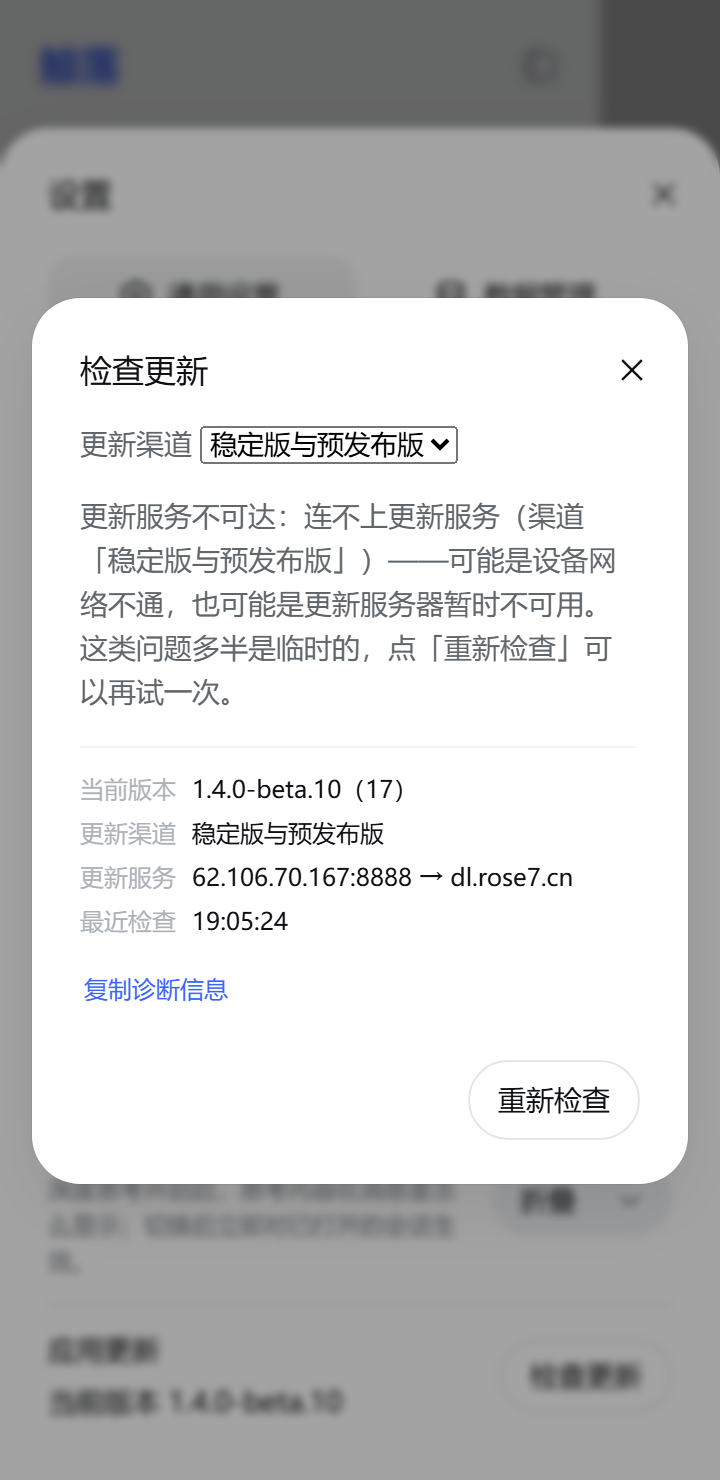 设置
检查更新
更新渠道 稳定版与预发布版
更新服务不可达：连不上更新服务（渠道
「稳定版与预发布版」）——可能是设备网
络不通，也可能是更新服务器暂时不可用。
这类问题多半是临时的，点「重新检查」可
以再试一次。
当前版本 1.4.0-beta.10（17）
更新渠道 稳定版与预发布版
更新服务 62.106.70.167:8888 → dl.rose7.cn
最近检查 19:05:24
复制诊断信息
重新检查
折叠
应用更新
检查更新
当前版本 1.4.0-beta.10